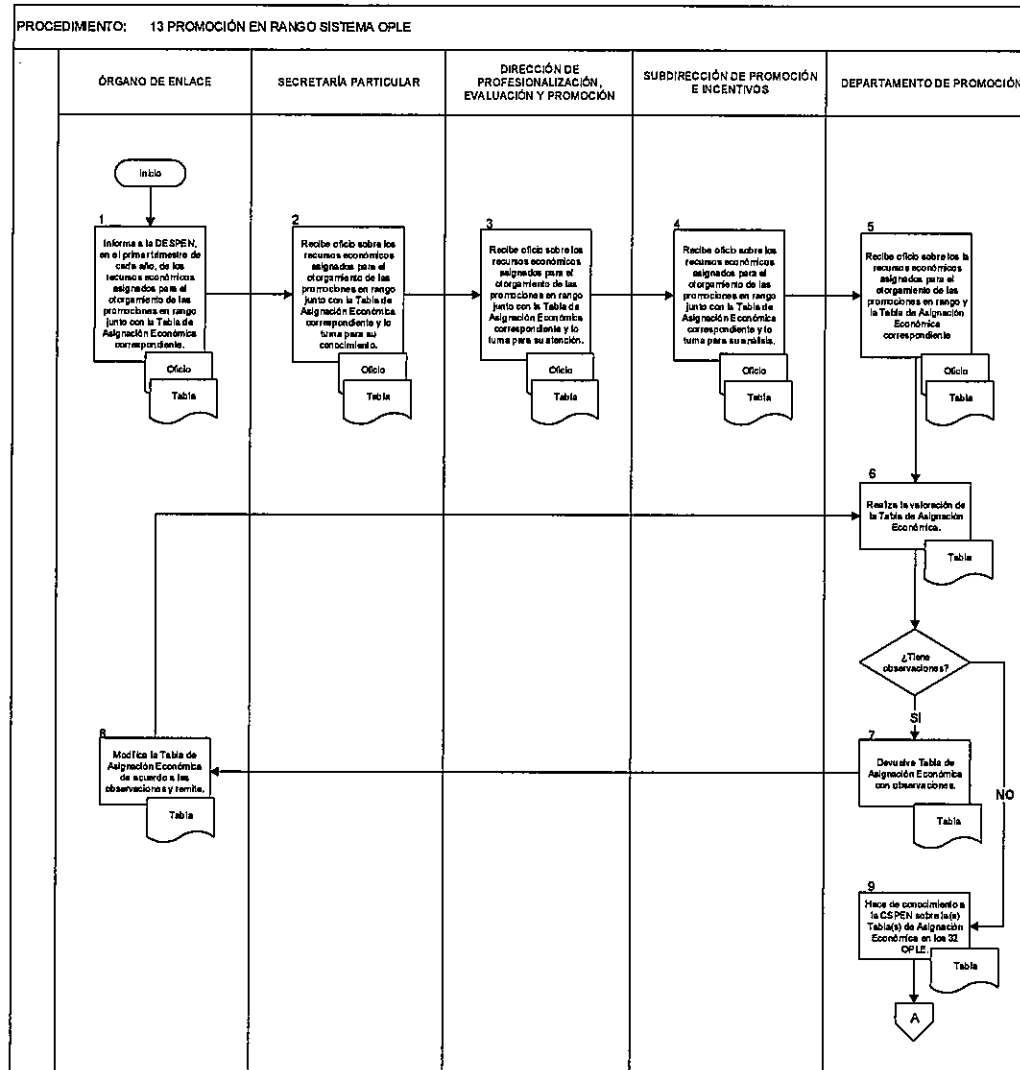 PROCEDIMIENTO: 13 PROMOCIÓN EN RANGO SISTEMA OPLE
ÓRGANO DE ENLACE
SECRETARÍA PARTICULAR
DIRECCIÓN DE
PROFESIONALIZACIÓN,
EVALUACIÓN Y PROMOCIÓN
SUBDIRECCIÓN DE PROMOCIÓN
E INCENTIVOS
DEPARTAMENTO DE PROMOCIÓN
Inicio
1
Informa a la DESPEN,
en el primer trimestre de
cada año, de los
recursos económicos
asignados para el
otorgamiento de las
promociones en rango
junto con la Tabla de
Asignación Económica
correspondiente.
Oficio
Tabla
2
Recibe oficio sobre los
recursos económicos
asignados para el
otorgamiento de las
promociones en rango
junto con la Tabla de
Asignación Económica
correspondiente y lo
turna para su
conocimiento.
Oficio
Tabla
3
Recibe oficio sobre los
recursos económicos
asignados para el
otorgamiento de las
promociones en rango
junto con la Tabla de
Asignación Económica
correspondiente y lo
turna para su atención.
Oficio
Tabla
4
Recibe oficio sobre los
recursos económicos
asignados para el
otorgamiento de las
promociones en rango
junto con la Tabla de
Asignación Económica
correspondiente y lo
turna para su análisis.
Oficio
Tabla
5
Recibe oficio sobre los la
recursos económicos
asignados para el
otorgamiento de las
promociones en rango y
la Tabla de Asignación
Económica
correspondiente
Oficio
Tabla
6
Realiza la valoración de
la Tabla de Asignación
Económica.
Tabla
¿Tiene
observaciones?
SÍ
NO
7
Devuelve Tabla de
Asignación Económica
con observaciones.
Tabla
8
Modifica la Tabla de
Asignación Económica
de acuerdo a las
observaciones y remite.
Tabla
9
Hace de conocimiento a
la CSPEN sobre la(s)
Tabla(s) de Asignación
Económica en los 32
OPLE.
Tabla
A